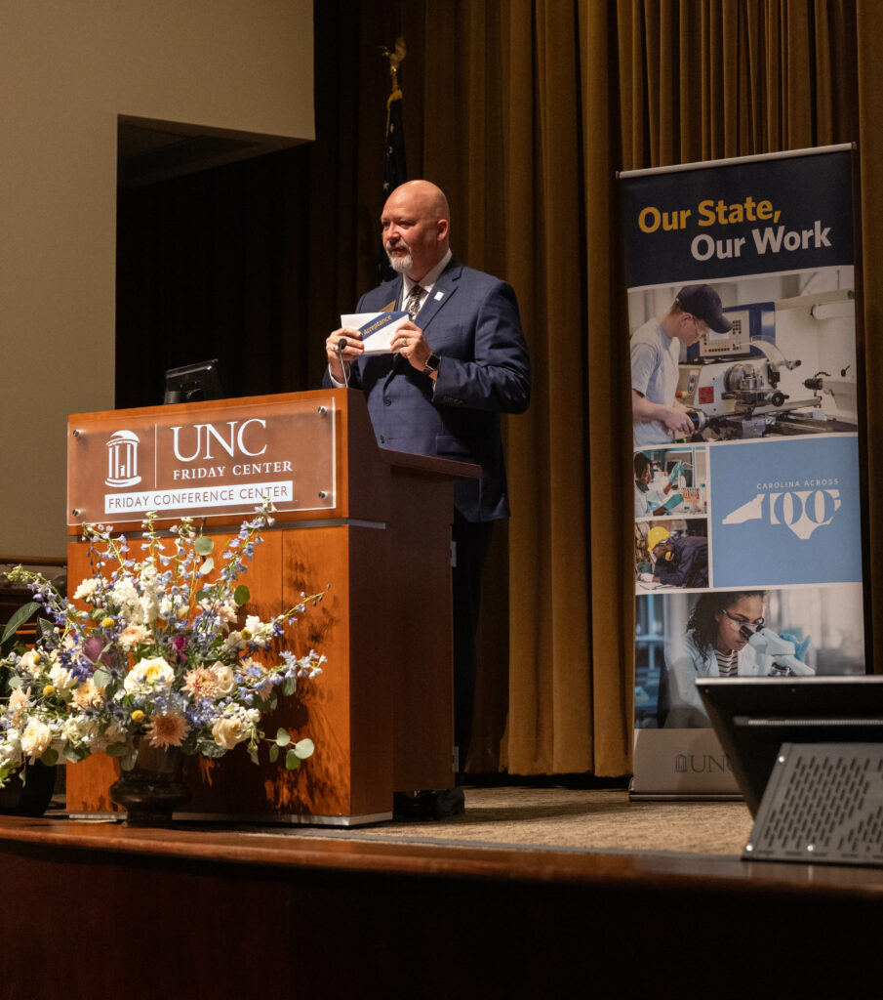 Our State,
Our Work
Acceptance
UNC
FRIDAY CENTER
FRIDAY CONFERENCE CENTER
CAROLINA ACROSS
100
UNC